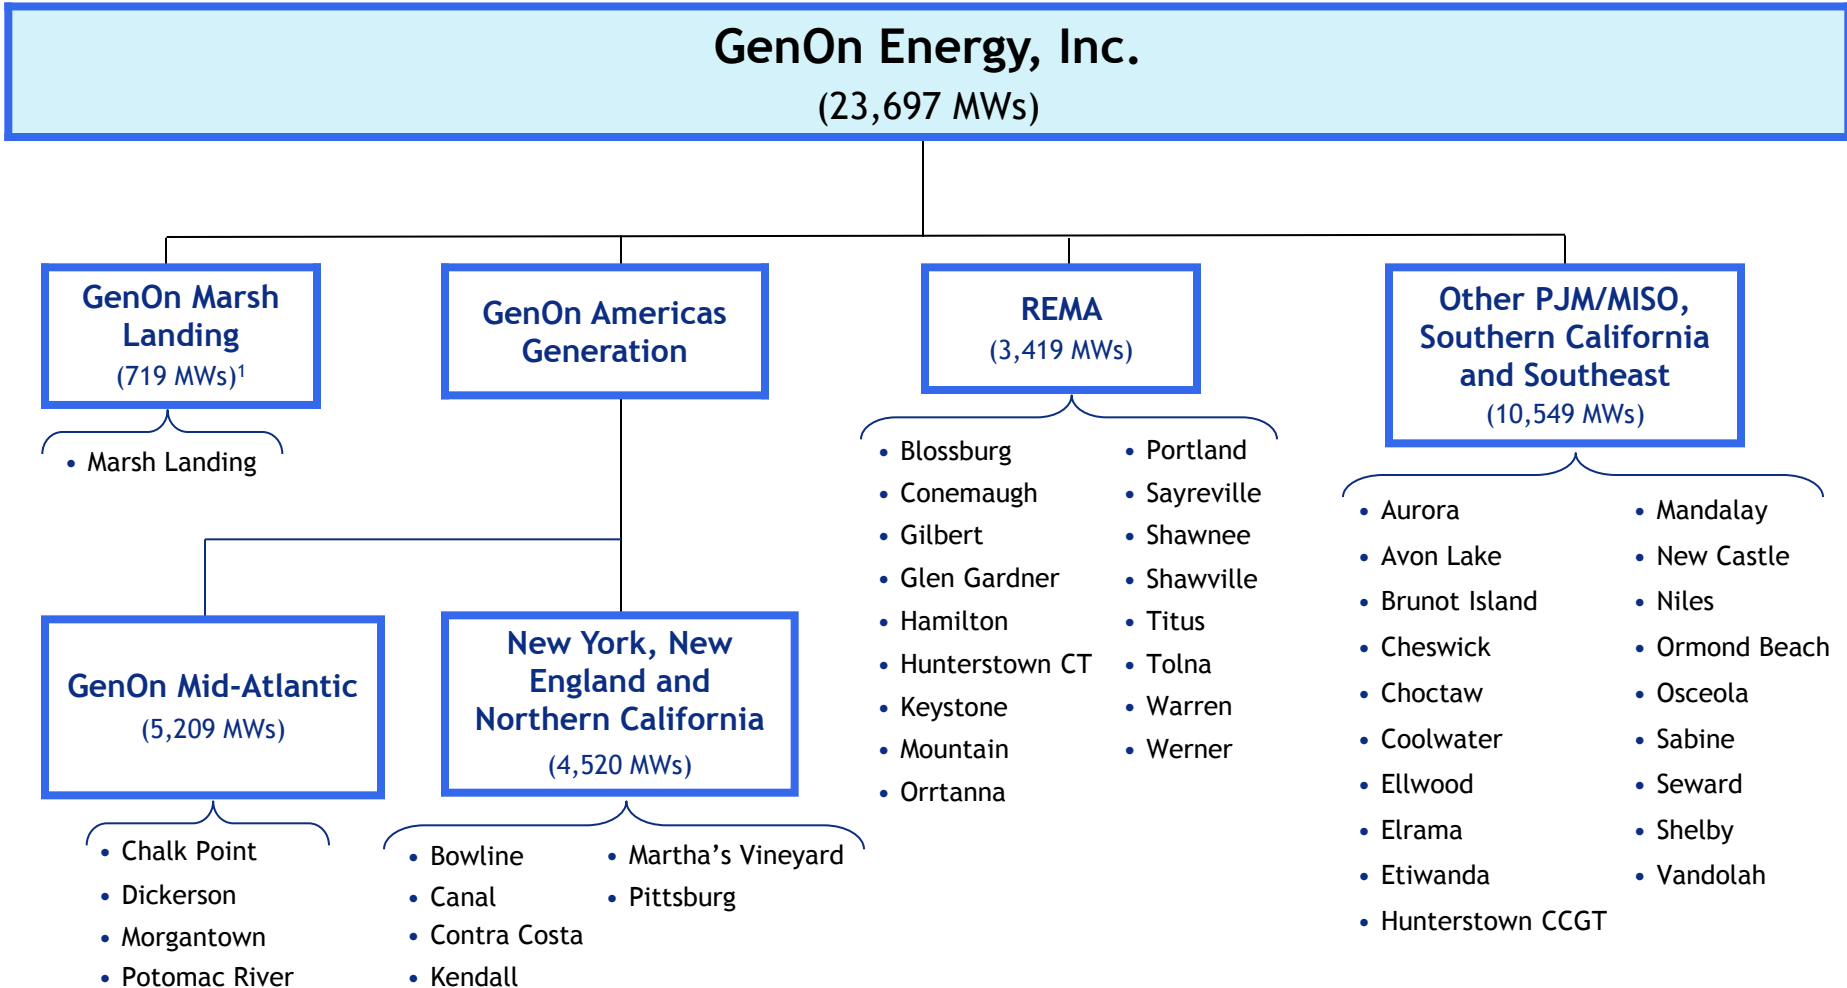 GenOn Energy, Inc.
(23,697 MWs)
GenOn Marsh
Landing
(719 MWs)¹
• Marsh Landing
GenOn Americas
Generation
GenOn Mid-Atlantic
(5,209 MWs)
• Chalk Point
• Dickerson
• Morgantown
• Potomac River
New York, New
England and
Northern California
(4,520 MWs)
• Bowline
• Canal
• Contra Costa
• Kendall
• Martha’s Vineyard
• Pittsburg
REMA
(3,419 MWs)
• Blossburg
• Conemaugh
• Gilbert
• Glen Gardner
• Hamilton
• Hunterstown CT
• Keystone
• Mountain
• Orrtanna
• Portland
• Sayreville
• Shawnee
• Shawville
• Titus
• Tolna
• Warren
• Werner
Other PJM/MISO,
Southern California
and Southeast
(10,549 MWs)
• Aurora
• Avon Lake
• Brunot Island
• Cheswick
• Choctaw
• Coolwater
• Ellwood
• Elrama
• Etiwanda
• Hunterstown CCGT
• Mandalay
• New Castle
• Niles
• Ormond Beach
• Osceola
• Sabine
• Seward
• Shelby
• Vandolah